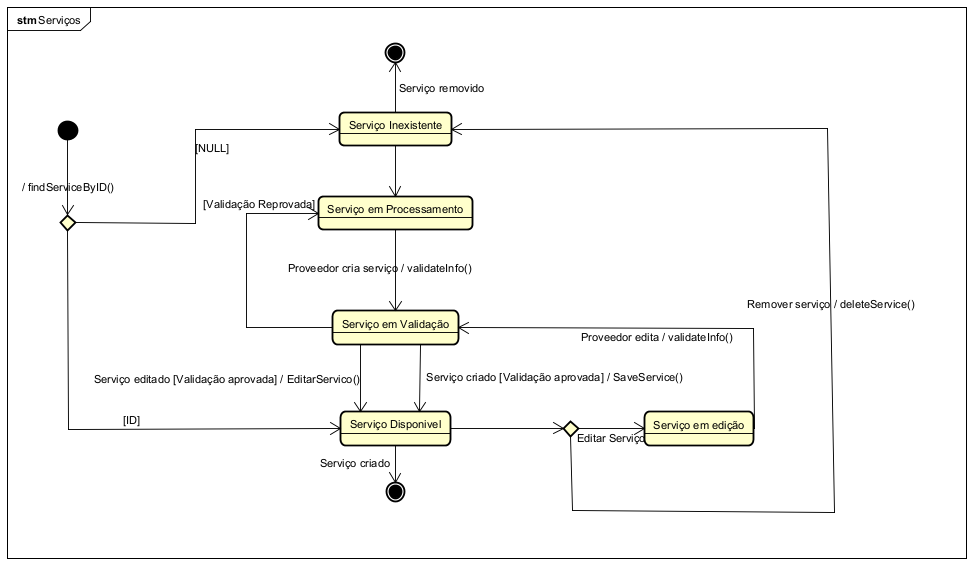 stm Serviços
Serviço removido
Serviço Inexistente
[NULL]
/ findServiceByID()
[Validação Reprovada]
Serviço em Processamento
Proveedor cria serviço / validateInfo()
Remover serviço / deleteService()
Serviço em Validação
Proveedor edita / validateInfo()
Serviço editado [Validação aprovada] / EditarServico()
Serviço criado [Validação aprovada] / SaveService()
[ID]
Serviço Disponivel
Serviço em edição
Editar Serviço
Serviço criado